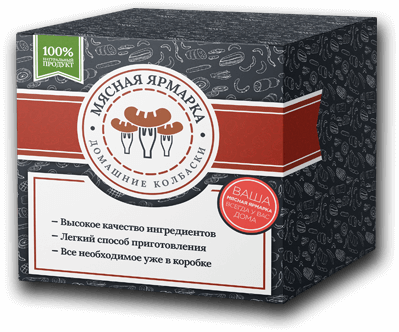 100%
НАТУРАЛЬНЫЙ
ПРОДУКТ
МЯСНАЯ ЯРМАРКА
ДОМАШНИЕ КОЛБАСКИ
ВАША
МЯСНАЯ ЯРМАРКА
ВСЕГДА У ВАС
ДОМА
– Высокое качество ингредиентов
– Легкий способ приготовления
– Все необходимое уже в коробке